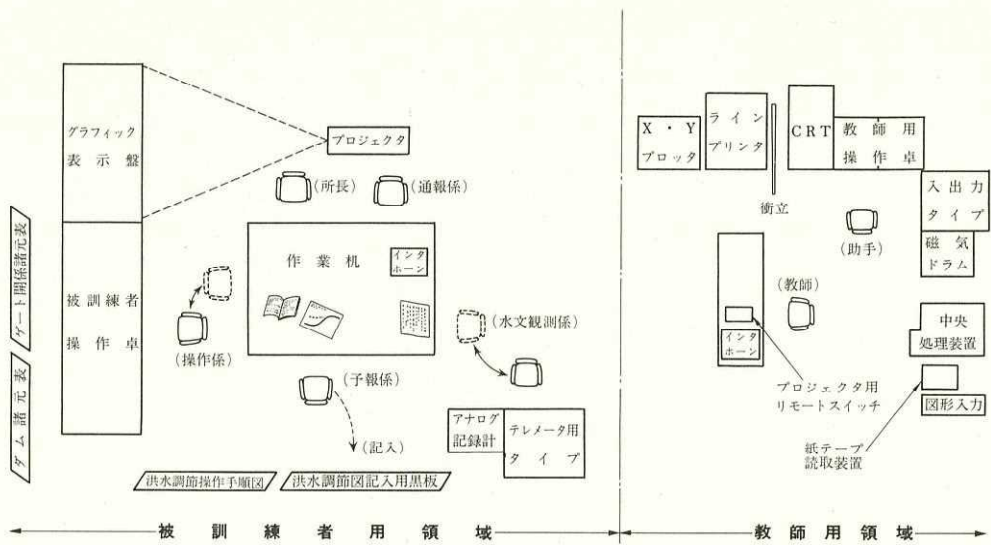 グラフィック
表示盤
プロジェクタ
(所長)
(通報係)
作業机
インタ
ホーン
被訓練者
操作卓
(操作係)
(予報係)
(水文観測係)
(記入)
アナログ
記録計
テレメータ用
タイプ
ゲート関係諸元表
ダム諸元表
洪水調節操作手順図
洪水調節図記入用黒板
被訓練者用領域
X・Y
プロッタ
ライン
プリンタ
衝立
CRT
教師用
操作卓
入出力
タイプ
磁気
ドラム
(助手)
(教師)
インタ
ホーン
中央
処理装置
プロジェクタ用
リモートスイッチ
図形入力
紙テープ
読取装置
教師用領域